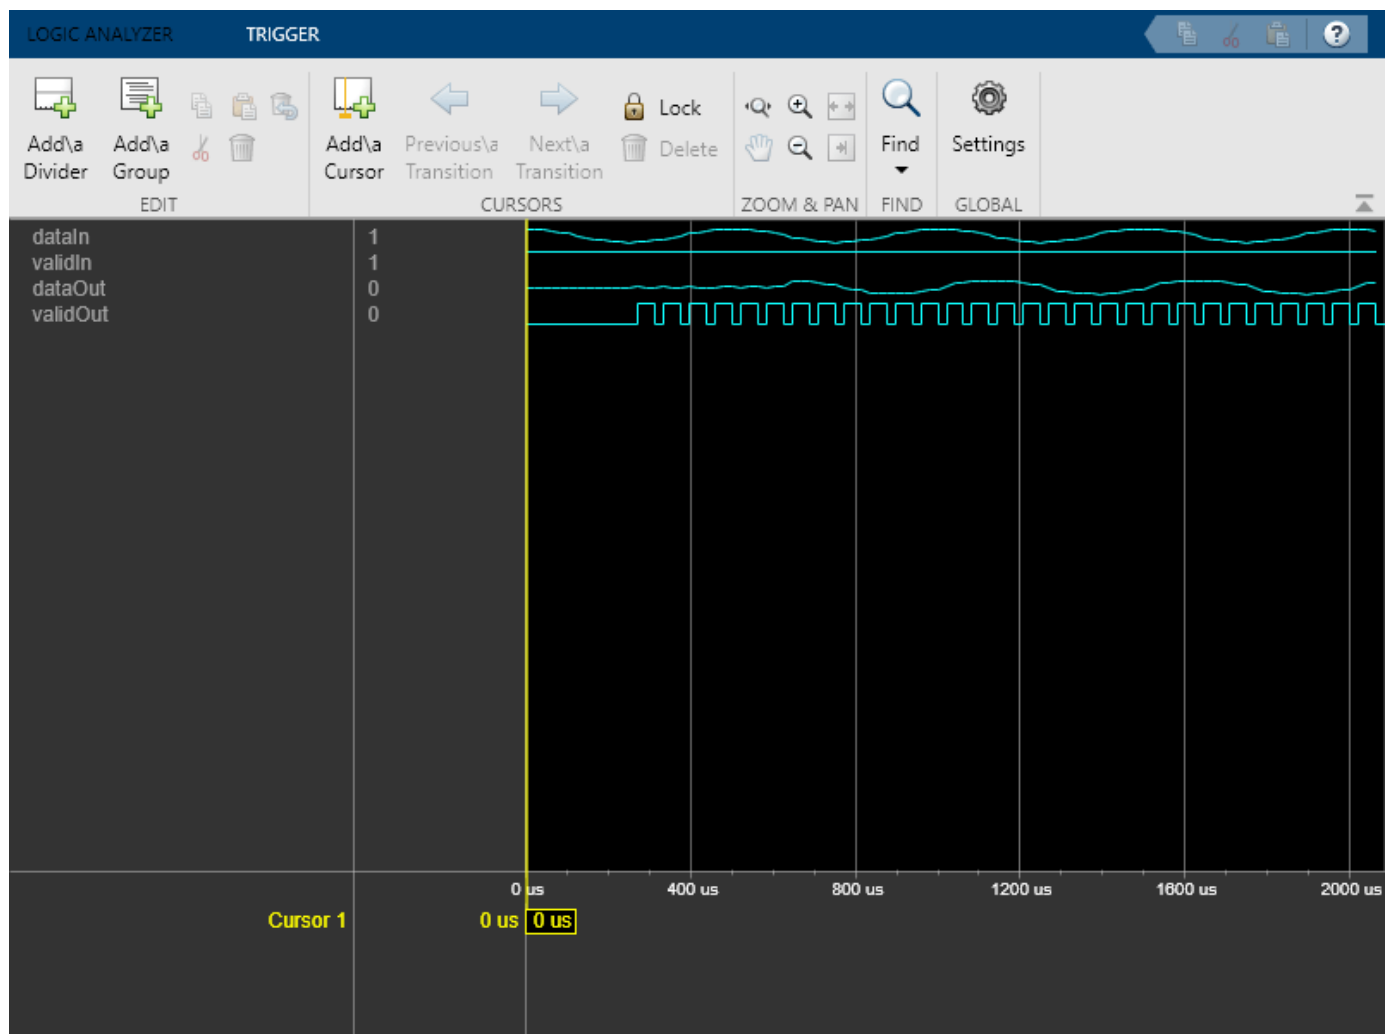 LOGIC ANALYZER TRIGGER ?
Add\a Divider
Add\a Group
Add\a Cursor
Previous\a Transition
Next\a Transition
Lock
Delete
Find
Settings
EDIT CURSORS ZOOM & PAN FIND GLOBAL
dataIn 1
validIn 1
dataOut 0
validOut 0
0 us 400 us 800 us 1200 us 1600 us 2000 us
Cursor 1 0 us 0 us